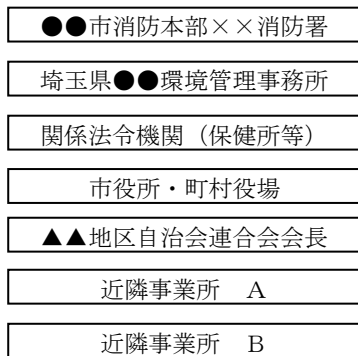 ●●市消防本部××消防署
埼玉県●●環境管理事務所
関係法令機関（保健所等）
市役所・町村役場
▲▲地区自治会連合会会長
近隣事業所　A
近隣事業所　B